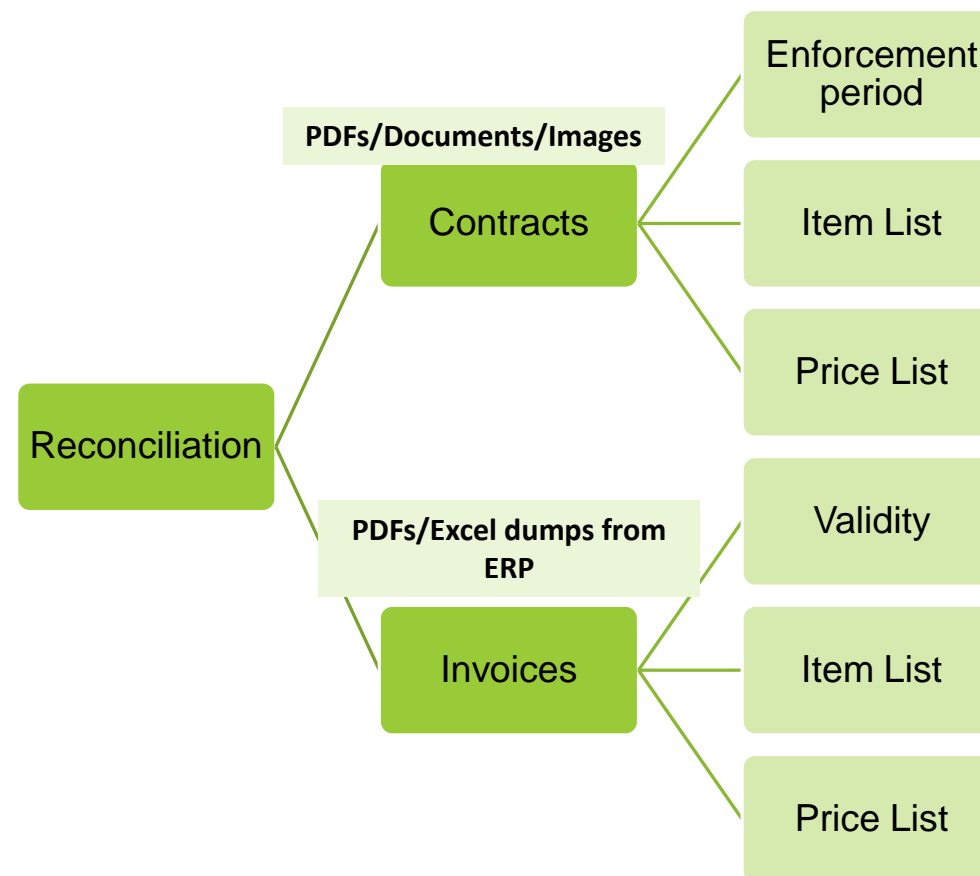 Enforcement
period
PDFs/Documents/Images
Contracts
Item List
Price List
Reconciliation
PDFs/Excel dumps from
ERP
Validity
Invoices
Item List
Price List